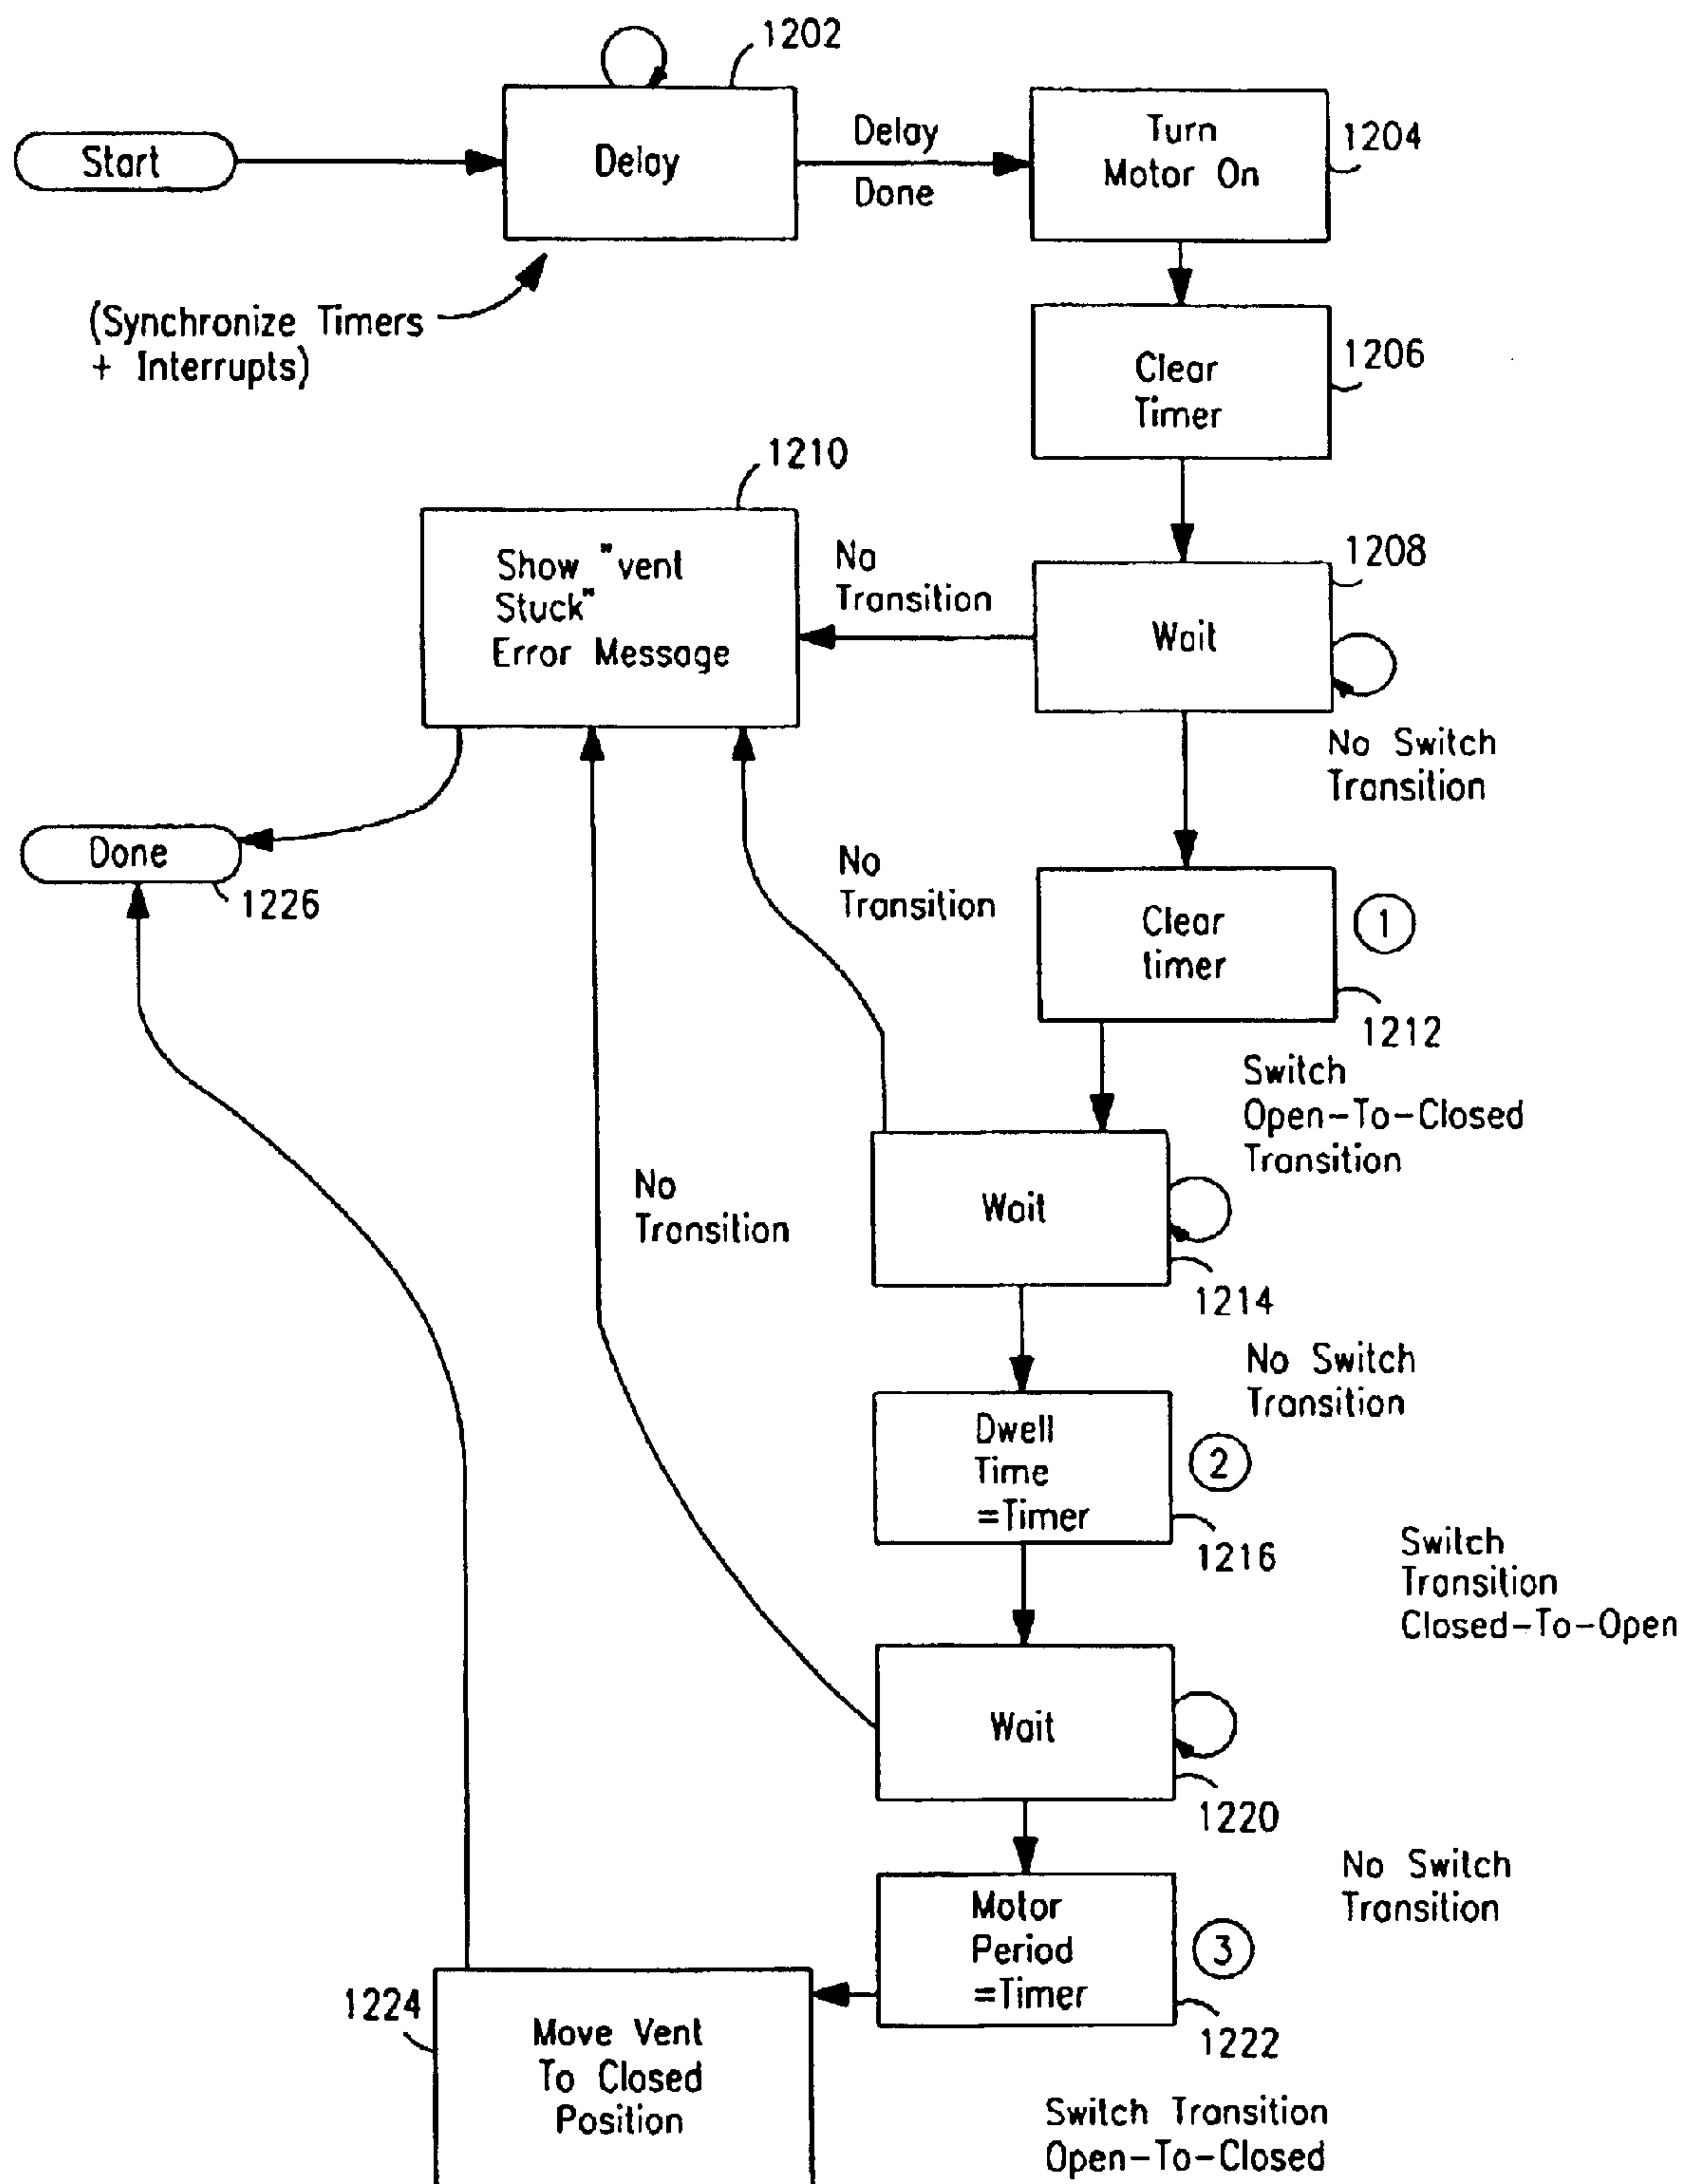 1202
Start
Delay
Delay
Done
Turn
Motor On
1204
(Synchronize Timers
+ Interrupts)
Clear
Timer
1206
1210
Show "vent
Stuck"
Error Message
No
Transition
1208
Wait
No Switch
Transition
Done
1226
No
Transition
Clear
timer
1
1212
Switch
Open-To-Closed
Transition
No
Transition
Wait
1214
No Switch
Transition
Dwell
Time
=Timer
2
1216
Switch
Transition
Closed-To-Open
Wait
1220
No Switch
Transition
Motor
Period
=Timer
3
1222
1224
Move Vent
To Closed
Position
Switch Transition
Open-To-Closed